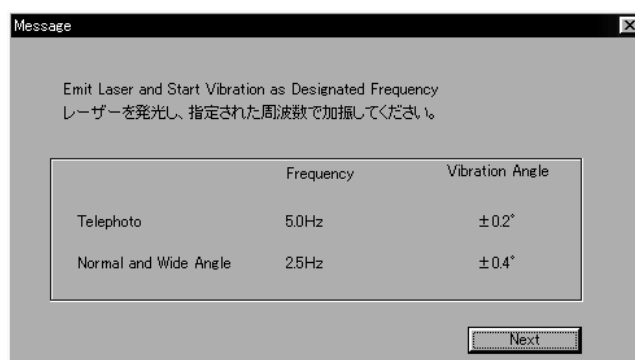 Message
Emit Laser and Start Vibration as Designated Frequency
レーザーを発光し、指定された周波数で加振してください。
Frequency Vibration Angle
Telephoto 5.0Hz ±0.2°
Normal and Wide Angle 2.5Hz ±0.4°
Next